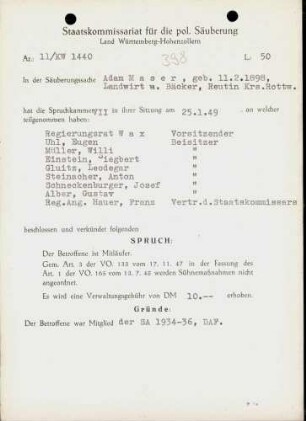 Staatskommissariat für die pol. Säuberung
Land Württemberg-Hohenzollern
Az: 11/KW 1440 398 L 50
In der Säuberungssache Adam Maser, geb. 11.2.1898,
Landwirt u. Bäcker, Reutin Krs.Rottw.
hat die Spruchkammer II in ihrer Sitzung am 25.1.49 , an welcher
teilgenommen haben:
Regierungsrat Wax Vorsitzender
Uhl, Eugen Beisitzer
Müller, Willi "
Einstein, Siegbert "
Gluitz, Leodegar "
Steinacher, Anton "
Schneckenburger, Josef "
Alber, Gustav "
Reg.Ang. Hauer, Franz Vertr.d.Staatskommissars
beschlossen und verkündet folgenden
SPRUCH:
Der Betroffene ist Mitläufer.
Gem. Art. 3 der VO. 133 vom 17. 11. 47 in der Fassung des
Art. 1 der VO. 165 vom 13. 7. 48 werden Sühnemaßnahmen nicht
angeordnet.
Es wird eine Verwaltungsgebühr von DM 10.-- erhoben.
Gründe:
Der Betroffene war Mitglied der SA 1934-36, DAF.